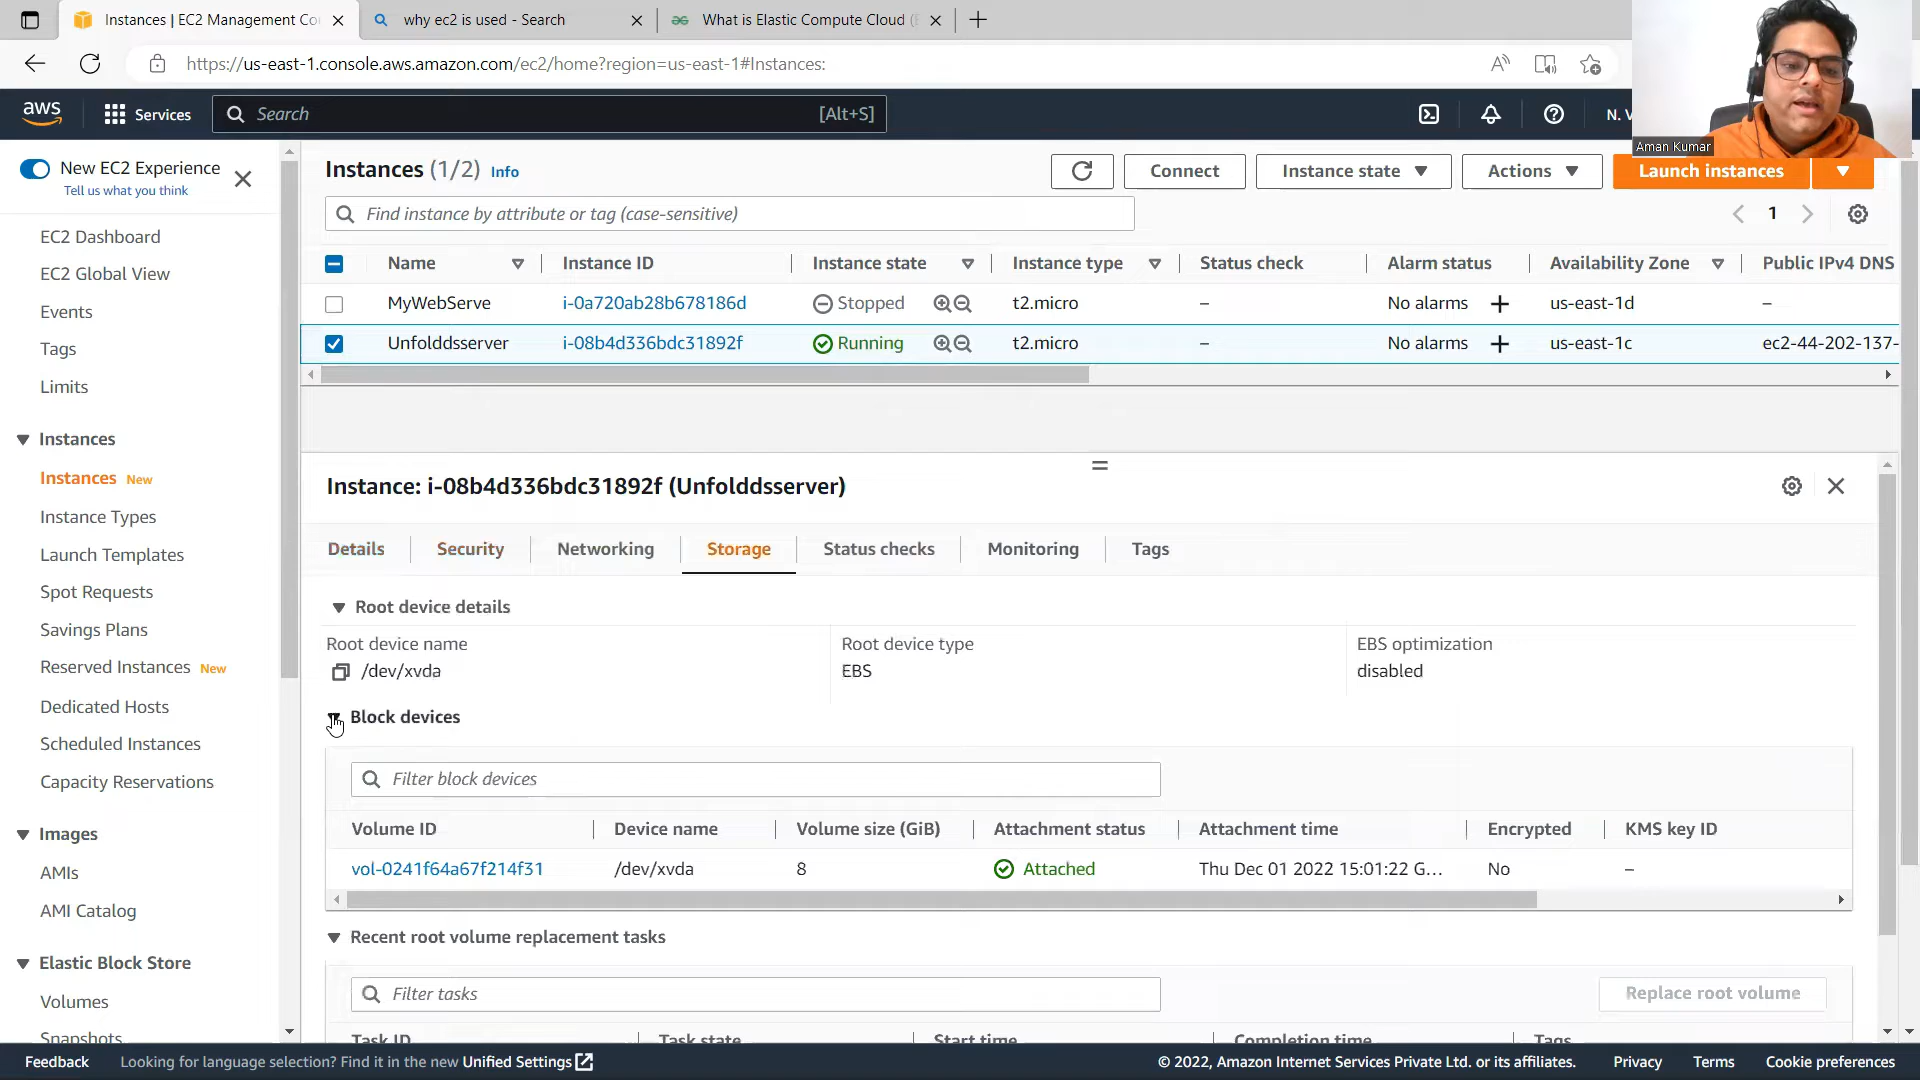 Instances | EC2 Management Co
why ec2 is used - Search
What is Elastic Compute Cloud (
https://us-east-1.console.aws.amazon.com/ec2/home?region=us-east-1#Instances:
aws
Services
Search
[Alt+S]
N. V
Aman Kumar
New EC2 Experience
Tell us what you think
EC2 Dashboard
EC2 Global View
Events
Tags
Limits
Instances
Instances New
Instance Types
Launch Templates
Spot Requests
Savings Plans
Reserved Instances New
Dedicated Hosts
Scheduled Instances
Capacity Reservations
Images
AMIs
AMI Catalog
Elastic Block Store
Volumes
Snapshots
Instances (1/2) Info
Connect
Instance state
Actions
Launch instances
Find instance by attribute or tag (case-sensitive)
1
Name Instance ID Instance state Instance type Status check Alarm status Availability Zone Public IPv4 DNS
MyWebServe i-0a720ab28b678186d Stopped t2.micro – No alarms + us-east-1d –
Unfolddsserver i-08b4d336bdc31892f Running t2.micro – No alarms + us-east-1c ec2-44-202-137-
Instance: i-08b4d336bdc31892f (Unfolddsserver)
Details Security Networking Storage Status checks Monitoring Tags
Root device details
Root device name Root device type EBS optimization
/dev/xvda EBS disabled
Block devices
Filter block devices
Volume ID Device name Volume size (GiB) Attachment status Attachment time Encrypted KMS key ID
vol-0241f64a67f214f31 /dev/xvda 8 Attached Thu Dec 01 2022 15:01:22 G... No –
Recent root volume replacement tasks
Filter tasks
Replace root volume
Task ID Task state Start time Completion time Tags
Feedback Looking for language selection? Find it in the new Unified Settings © 2022, Amazon Internet Services Private Ltd. or its affiliates. Privacy Terms Cookie preferences